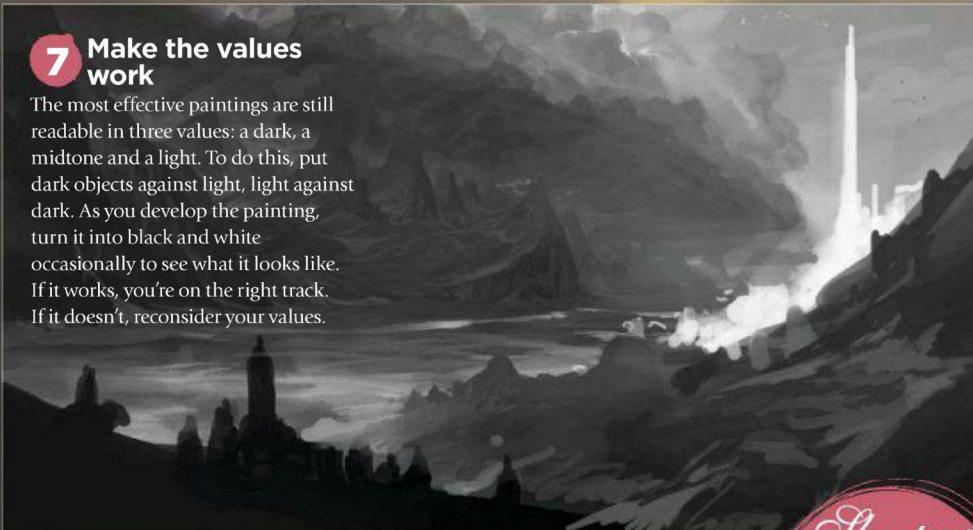 7 Make the values
work
The most effective paintings are still
readable in three values: a dark, a
midtone and a light. To do this, put
dark objects against light, light against
dark. As you develop the painting,
turn it into black and white
occasionally to see what it looks like.
If it works, you’re on the right track.
If it doesn’t, reconsider your values.